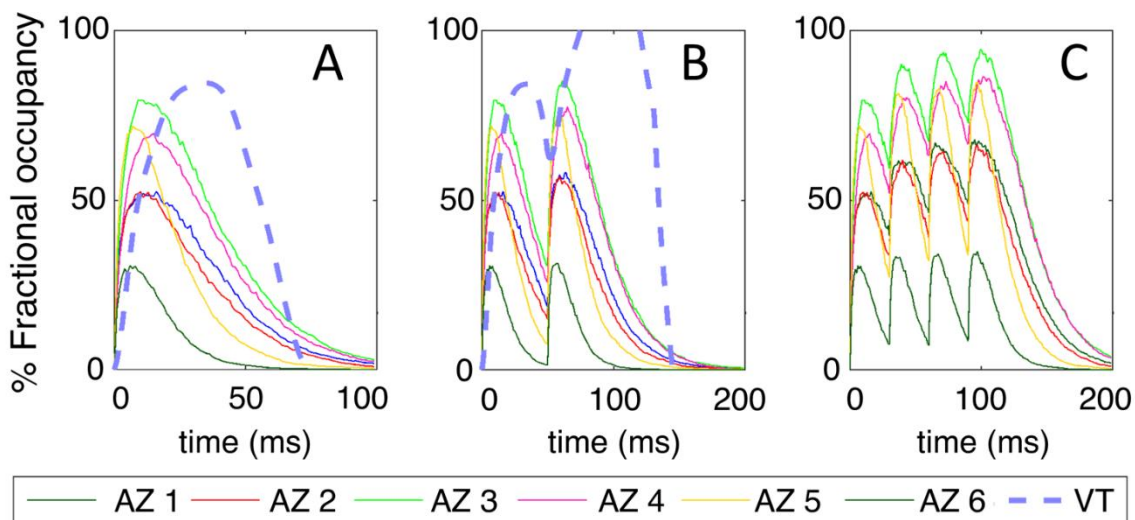 A B C
% Fractional occupancy
100 100 100
50 50 50
0 0 0
0 50 100 0 100 200 0 100 200
time (ms) time (ms) time (ms)
AZ 1 AZ 2 AZ 3 AZ 4 AZ 5 AZ 6 VT